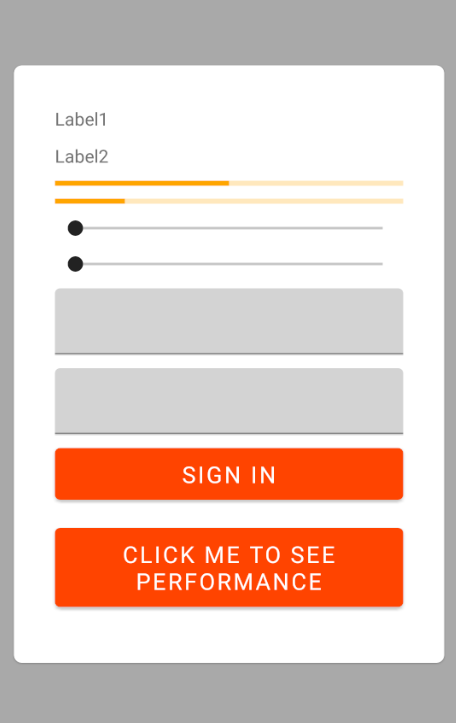 Label1
Label2
SIGN IN
CLICK ME TO SEE
PERFORMANCE